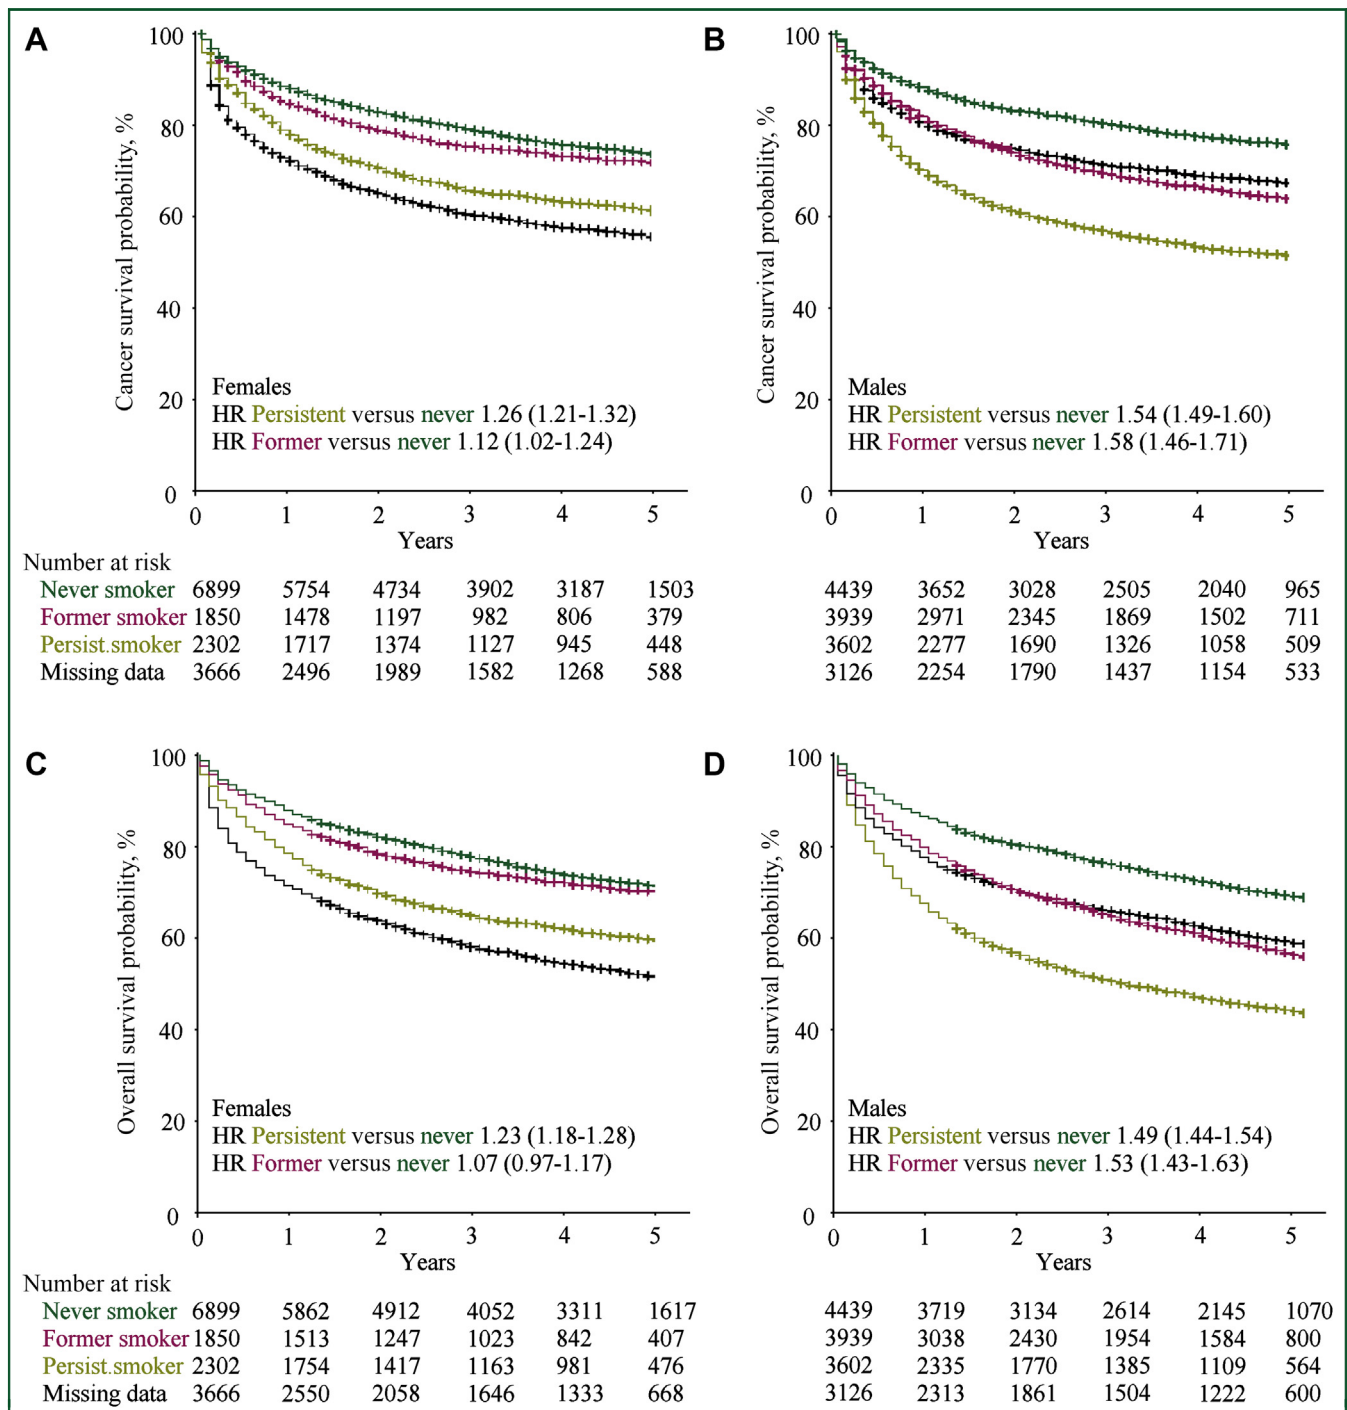 A
Cancer survival probability, %
100
80
60
40
20
0
Females
HR Persistent versus never 1.26 (1.21-1.32)
HR Former versus never 1.12 (1.02-1.24)
0 1 2 3 4 5
Years
B
Cancer survival probability, %
100
80
60
40
20
0
Males
HR Persistent versus never 1.54 (1.49-1.60)
HR Former versus never 1.58 (1.46-1.71)
0 1 2 3 4 5
Years
Number at risk
Never smoker 6899 5754 4734 3902 3187 1503 4439 3652 3028 2505 2040 965
Former smoker 1850 1478 1197 982 806 379 3939 2971 2345 1869 1502 711
Persist.smoker 2302 1717 1374 1127 945 448 3602 2277 1690 1326 1058 509
Missing data 3666 2496 1989 1582 1268 588 3126 2254 1790 1437 1154 533
C
Overall survival probability, %
100
80
60
40
20
0
Females
HR Persistent versus never 1.23 (1.18-1.28)
HR Former versus never 1.07 (0.97-1.17)
0 1 2 3 4 5
Years
D
Overall survival probability, %
100
80
60
40
20
0
Males
HR Persistent versus never 1.49 (1.44-1.54)
HR Former versus never 1.53 (1.43-1.63)
0 1 2 3 4 5
Years
Number at risk
Never smoker 6899 5862 4912 4052 3311 1617 4439 3719 3134 2614 2145 1070
Former smoker 1850 1513 1247 1023 842 407 3939 3038 2430 1954 1584 800
Persist.smoker 2302 1754 1417 1163 981 476 3602 2335 1770 1385 1109 564
Missing data 3666 2550 2058 1646 1333 668 3126 2313 1861 1504 1222 600